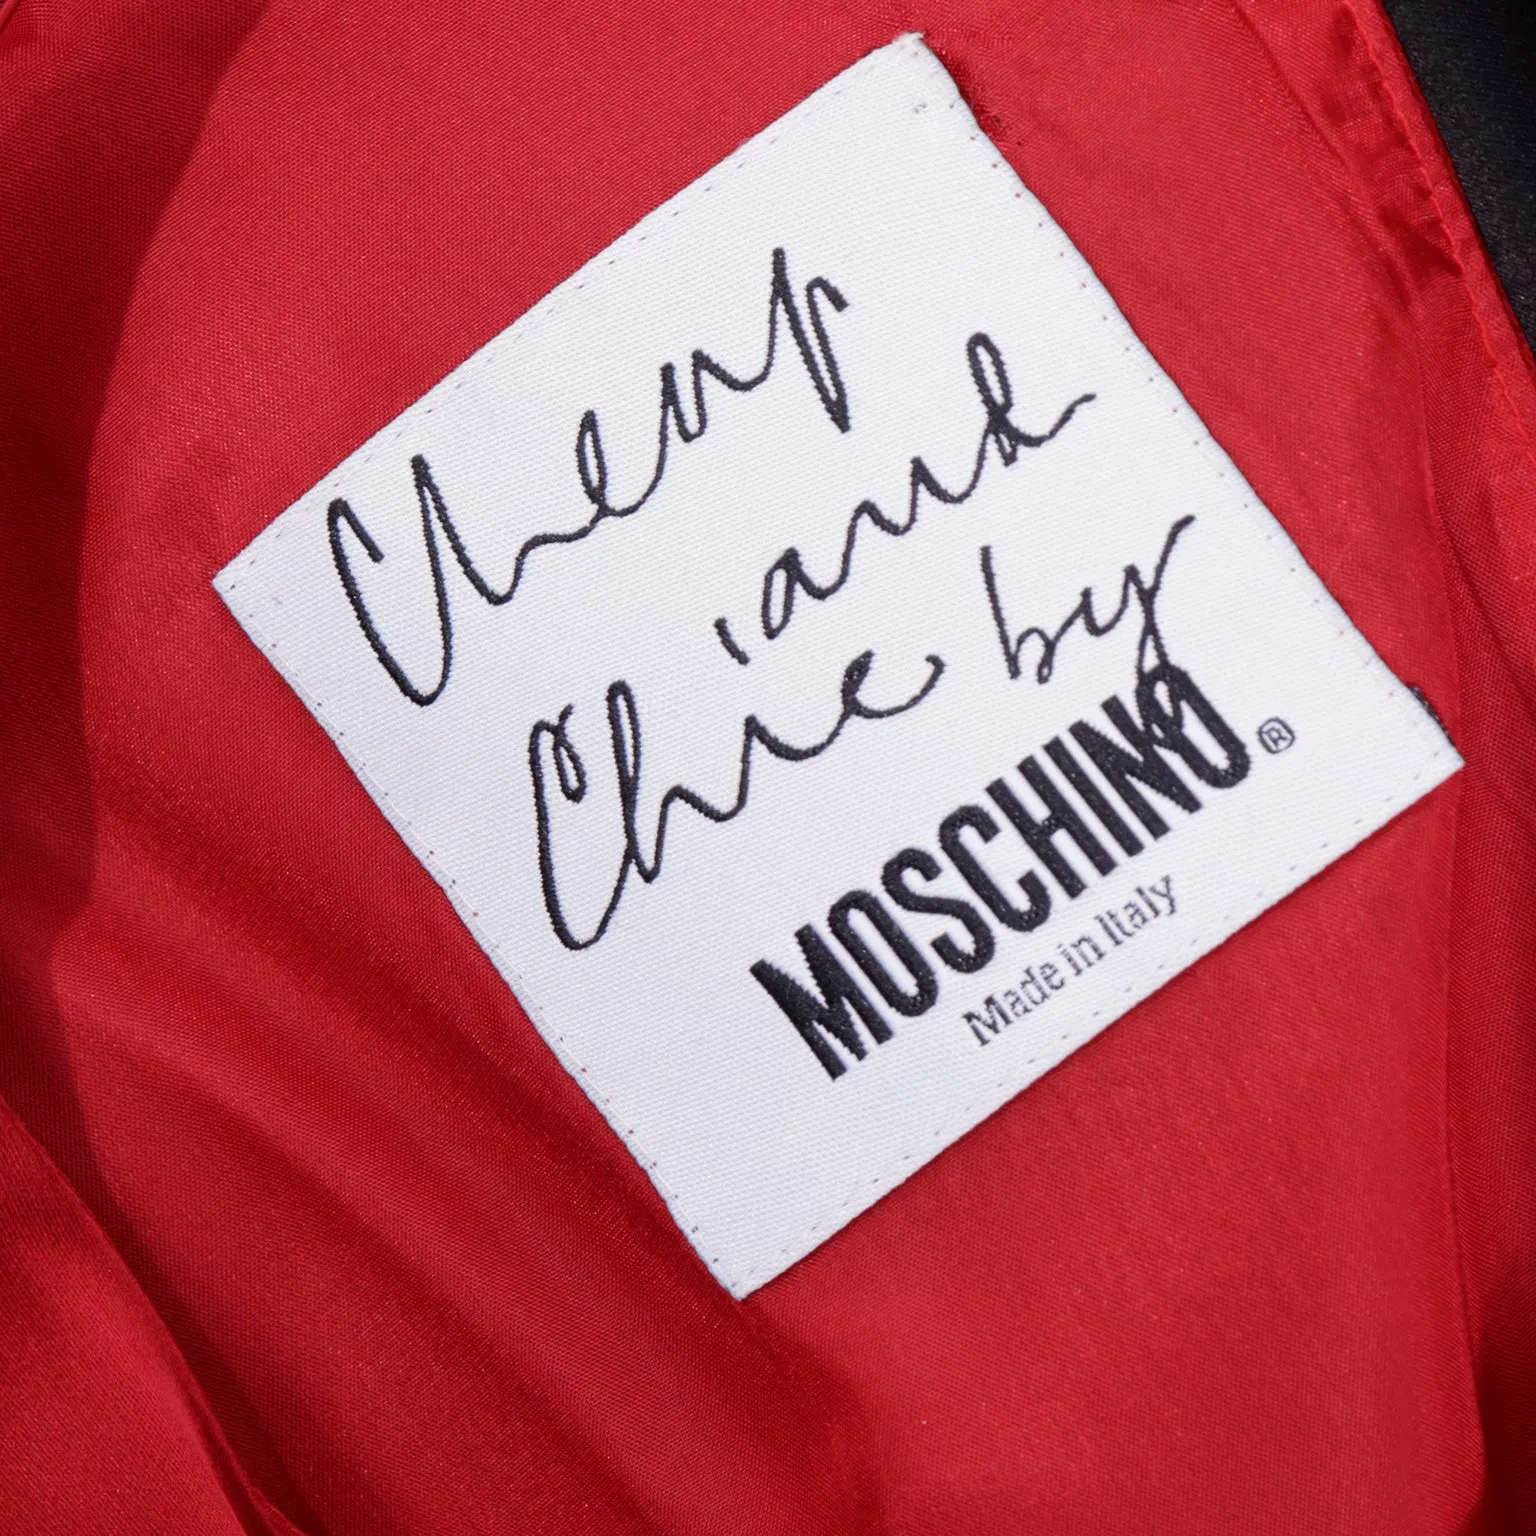 Cheap
and
Chic by
MOSCHINO®
Made in Italy